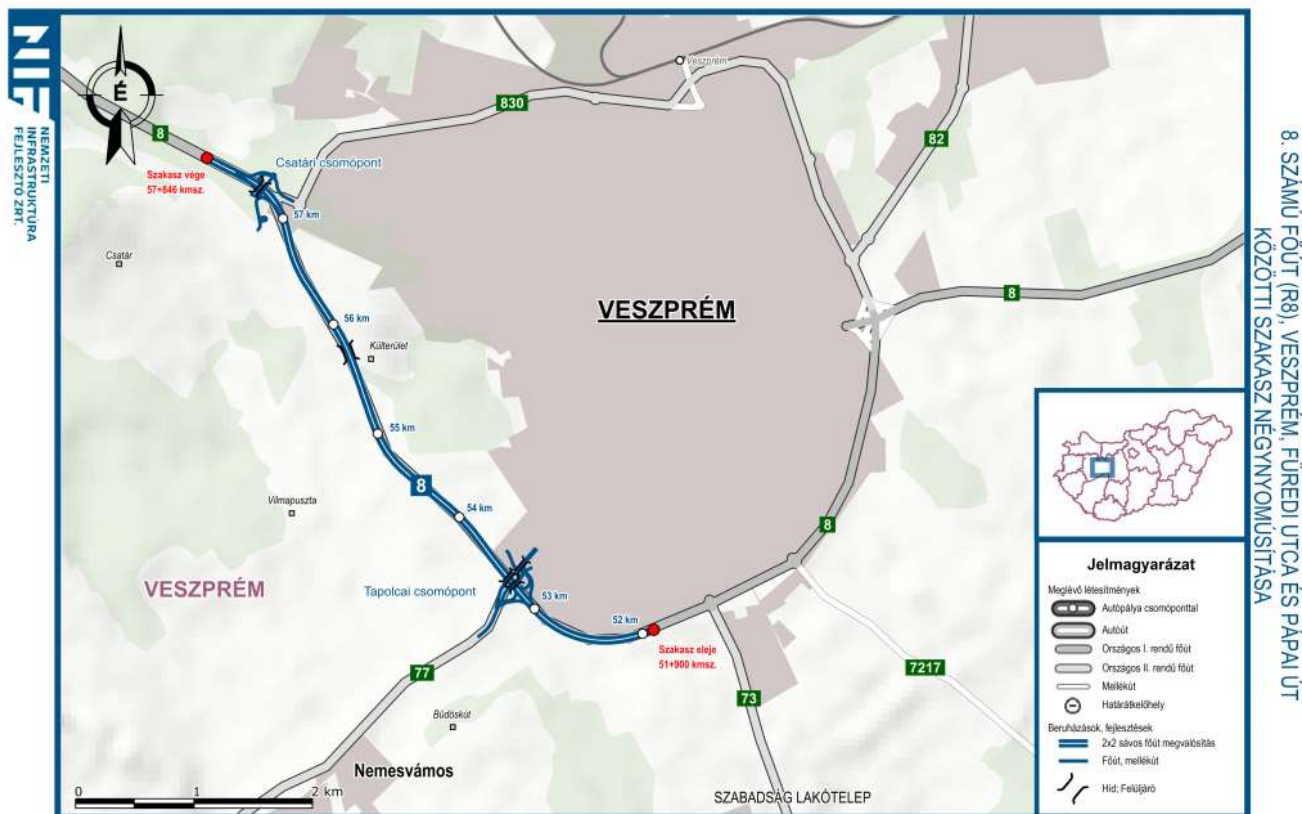 NIF
NEMZETI
INFRASTRUKTÚRA
FEJLESZTŐ ZRT.
8. SZÁMÚ FŐÚT (R8), VESZPRÉM, FÜREDI UTCA ÉS PÁPAI ÚT
KÖZÖTTI SZAKASZ NÉGYNYOMÚSÍTÁSA
É
8
830
Veszprém
82
Csatári csomópont
Szakasz vége
57+846 kmsz.
57 km
Csatár
8
VESZPRÉM
56 km
Külterület
55 km
8
54 km
Vilmapuszta
8
VESZPRÉM
Tapolcai csomópont
53 km
52 km
Szakasz eleje
51+900 kmsz.
77
7217
73
Büdöskút
Nemesvámos
SZABADSÁG LAKÓTELEP
0
1
2 km
Jelmagyarázat
Meglévő létesítmények
Autópálya csomóponttal
Autóút
Országos I. rendű főút
Országos II. rendű főút
Mellékút
Határátkelőhely
Beruházások, fejlesztések
2x2 sávos főút megvalósítás
Főút, mellékút
Híd; Felüljáró